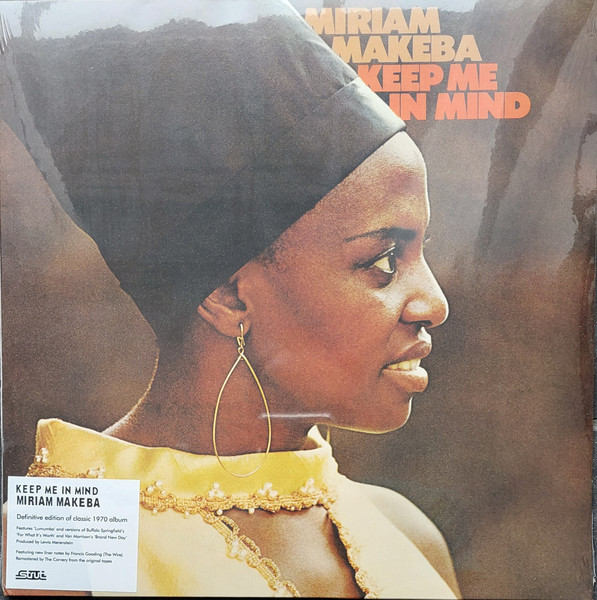 MIRIAM
MAKEBA
KEEP ME
IN MIND
KEEP ME IN MIND
MIRIAM MAKEBA
Definitive edition of classic 1970 album
Features 'Lumumba' and versions of Buffalo Springfield's
'For What It's Worth' and Van Morrison's 'Brand New Day'
Produced by Lewis Merenstein
Featuring new liner notes by Francis Gooding (The Wire)
Remastered by The Carvery from the original tapes
strut